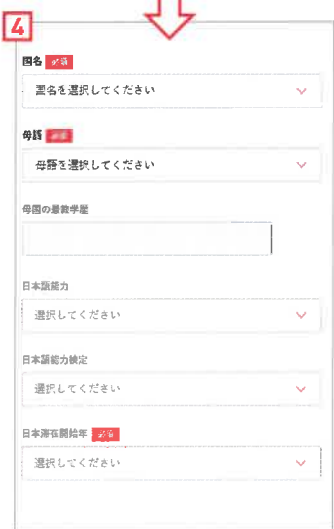 4
国名 必須
国名を選択してください
母語 必須
母語を選択してください
母国の最終学歴
日本語能力
選択してください
日本語能力検定
選択してください
日本滞在開始年 必須
選択してください